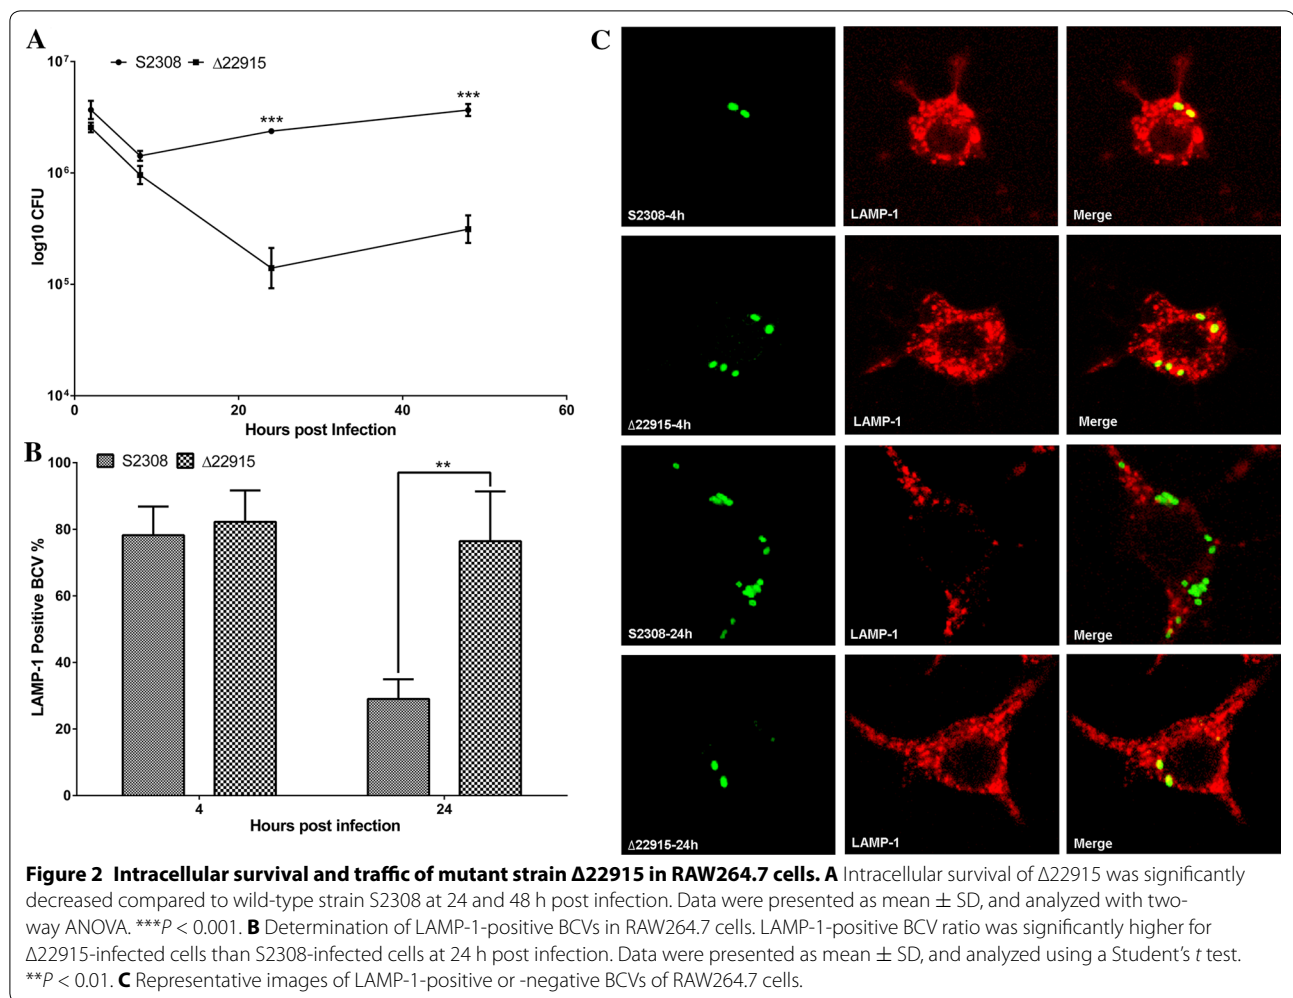 A
10⁷
S2308
Δ22915
***
***
10⁶
10⁵
10⁴
log10 CFU
0
20
40
60
Hours post Infection
B
100
S2308
Δ22915
**
80
60
40
20
0
LAMP-1 Positive BCV %
4
24
Hours post infection
C
S2308-4h
LAMP-1
Merge
Δ22915-4h
LAMP-1
Merge
S2308-24h
LAMP-1
Merge
Δ22915-24h
LAMP-1
Merge
Figure 2 Intracellular survival and traffic of mutant strain Δ22915 in RAW264.7 cells. A Intracellular survival of Δ22915 was significantly
decreased compared to wild-type strain S2308 at 24 and 48 h post infection. Data were presented as mean ± SD, and analyzed with two-
way ANOVA. ***P < 0.001. B Determination of LAMP-1-positive BCVs in RAW264.7 cells. LAMP-1-positive BCV ratio was significantly higher for
Δ22915-infected cells than S2308-infected cells at 24 h post infection. Data were presented as mean ± SD, and analyzed using a Student's t test.
**P < 0.01. C Representative images of LAMP-1-positive or -negative BCVs of RAW264.7 cells.